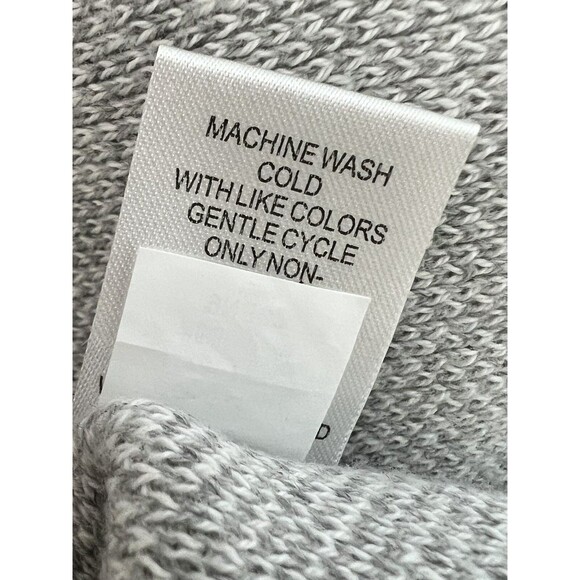 MACHINE WASH
COLD
WITH LIKE COLORS
GENTLE CYCLE
ONLY NON-